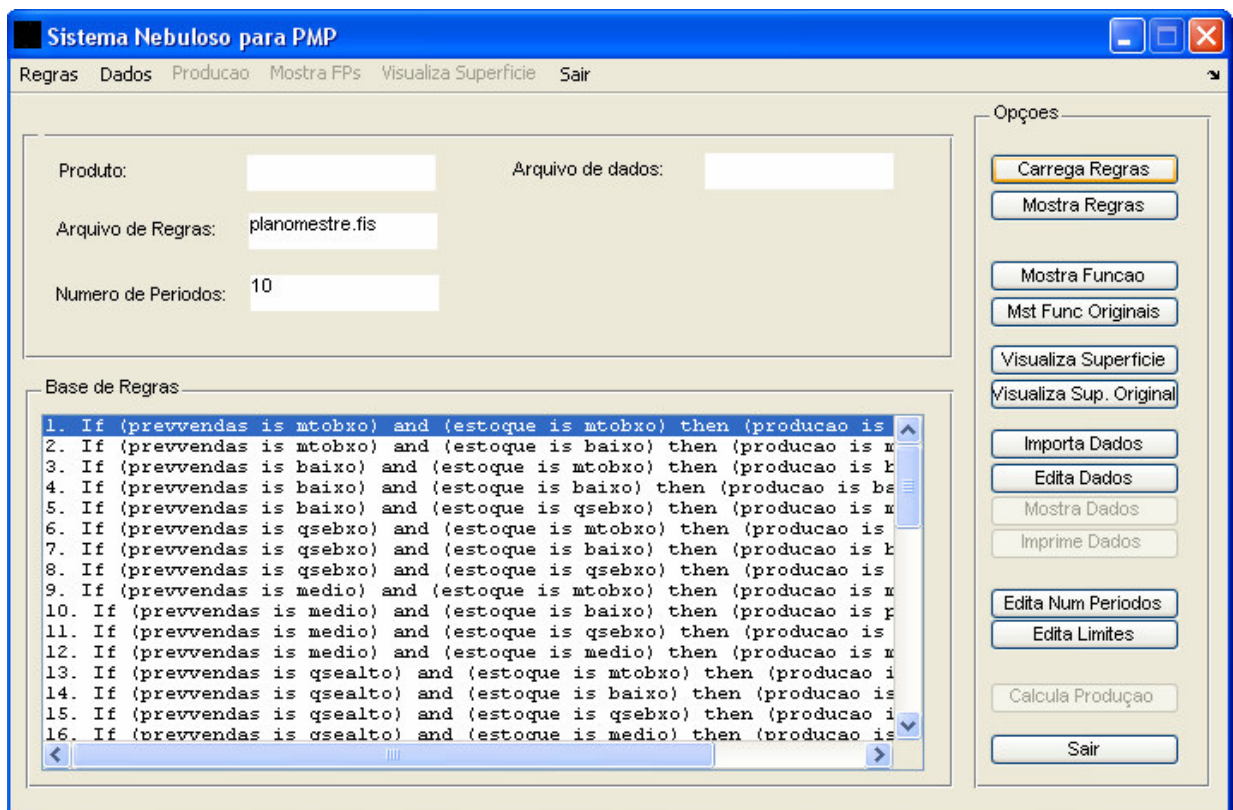 Sistema Nebuloso para PMP
Regras Dados Producao Mostra FPs Visualiza Superficie Sair
Produto:
Arquivo de dados:
Arquivo de Regras: planomestre.fis
Numero de Periodos: 10
Base de Regras
1. If (prevvendas is mtobxo) and (estoque is mtobxo) then (producao is
2. If (prevvendas is mtobxo) and (estoque is baixo) then (producao is m
3. If (prevvendas is baixo) and (estoque is mtobxo) then (producao is b
4. If (prevvendas is baixo) and (estoque is baixo) then (producao is ba
5. If (prevvendas is baixo) and (estoque is qsebxo) then (producao is m
6. If (prevvendas is qsebxo) and (estoque is mtobxo) then (producao is
7. If (prevvendas is qsebxo) and (estoque is baixo) then (producao is b
8. If (prevvendas is qsebxo) and (estoque is qsebxo) then (producao is
9. If (prevvendas is medio) and (estoque is mtobxo) then (producao is m
10. If (prevvendas is medio) and (estoque is baixo) then (producao is p
11. If (prevvendas is medio) and (estoque is qsebxo) then (producao is
12. If (prevvendas is medio) and (estoque is medio) then (producao is m
13. If (prevvendas is qsealto) and (estoque is mtobxo) then (producao i
14. If (prevvendas is qsealto) and (estoque is baixo) then (producao is
15. If (prevvendas is qsealto) and (estoque is qsebxo) then (producao i
16. If (prevvendas is qsealto) and (estoque is medio) then (producao is
Opçoes
Carrega Regras
Mostra Regras
Mostra Funcao
Mst Func Originais
Visualiza Superficie
Visualiza Sup. Original
Importa Dados
Edita Dados
Mostra Dados
Imprime Dados
Edita Num Periodos
Edita Limites
Calcula Produçao
Sair